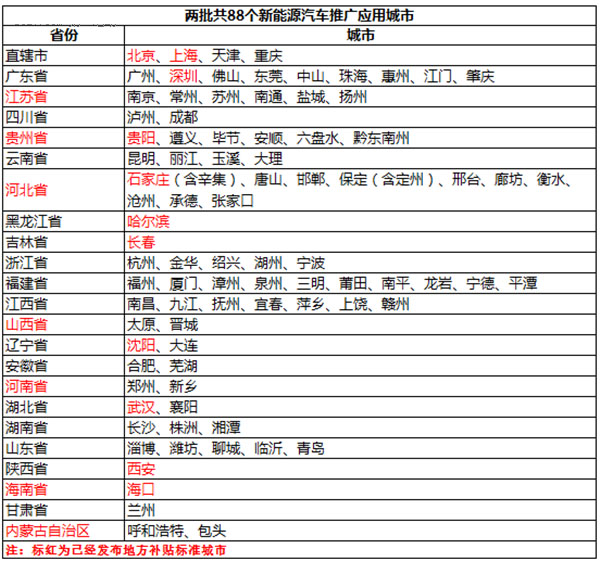 两批共88个新能源汽车推广应用城市
省份 城市
直辖市 北京、上海、天津、重庆
广东省 广州、深圳、佛山、东莞、中山、珠海、惠州、江门、肇庆
江苏省 南京、常州、苏州、南通、盐城、扬州
四川省 泸州、成都
贵州省 贵阳、遵义、毕节、安顺、六盘水、黔东南州
云南省 昆明、丽江、玉溪、大理
河北省 石家庄（含辛集）、唐山、邯郸、保定（含定州）、邢台、廊坊、衡水、
沧州、承德、张家口
黑龙江省 哈尔滨
吉林省 长春
浙江省 杭州、金华、绍兴、湖州、宁波
福建省 福州、厦门、漳州、泉州、三明、莆田、南平、龙岩、宁德、平潭
江西省 南昌、九江、抚州、宜春、萍乡、上饶、赣州
山西省 太原、晋城
辽宁省 沈阳、大连
安徽省 合肥、芜湖
河南省 郑州、新乡
湖北省 武汉、襄阳
湖南省 长沙、株洲、湘潭
山东省 淄博、潍坊、聊城、临沂、青岛
陕西省 西安
海南省 海口
甘肃省 兰州
内蒙古自治区 呼和浩特、包头
注：标红为已经发布地方补贴标准城市